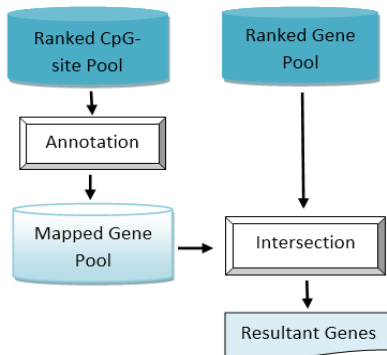 Ranked CpG-
site Pool
Ranked Gene
Pool
Annotation
Mapped Gene
Pool
Intersection
Resultant Genes